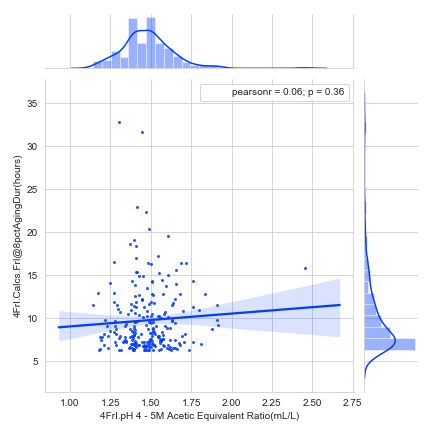 pearsonr = 0.06; p = 0.36
35
30
25
20
15
10
5
4Frl.Calcs.Frl@8pctAgingDur(hours)
1.00 1.25 1.50 1.75 2.00 2.25 2.50 2.75
4Frl.pH 4 - 5M Acetic Equivalent Ratio(mL/L)